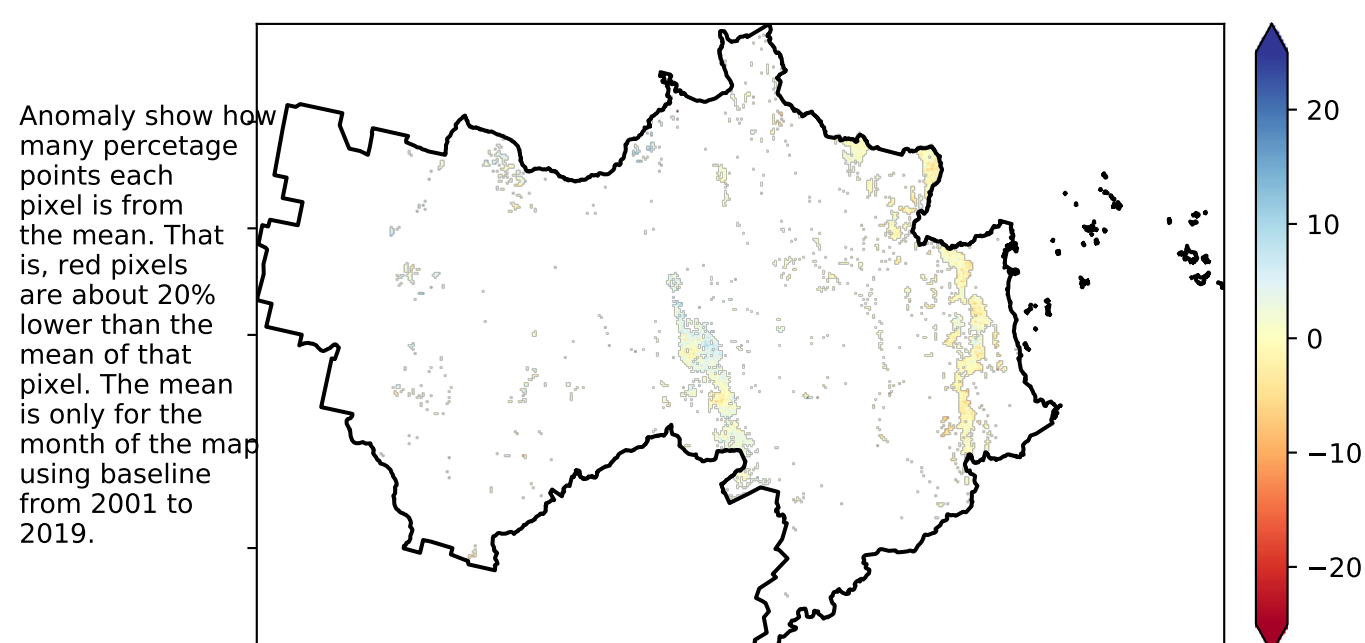 Anomaly show how
many percetage
points each
pixel is from
the mean. That
is, red pixels
are about 20%
lower than the
mean of that
pixel. The mean
is only for the
month of the map
using baseline
from 2001 to
2019.
20
10
0
−10
−20